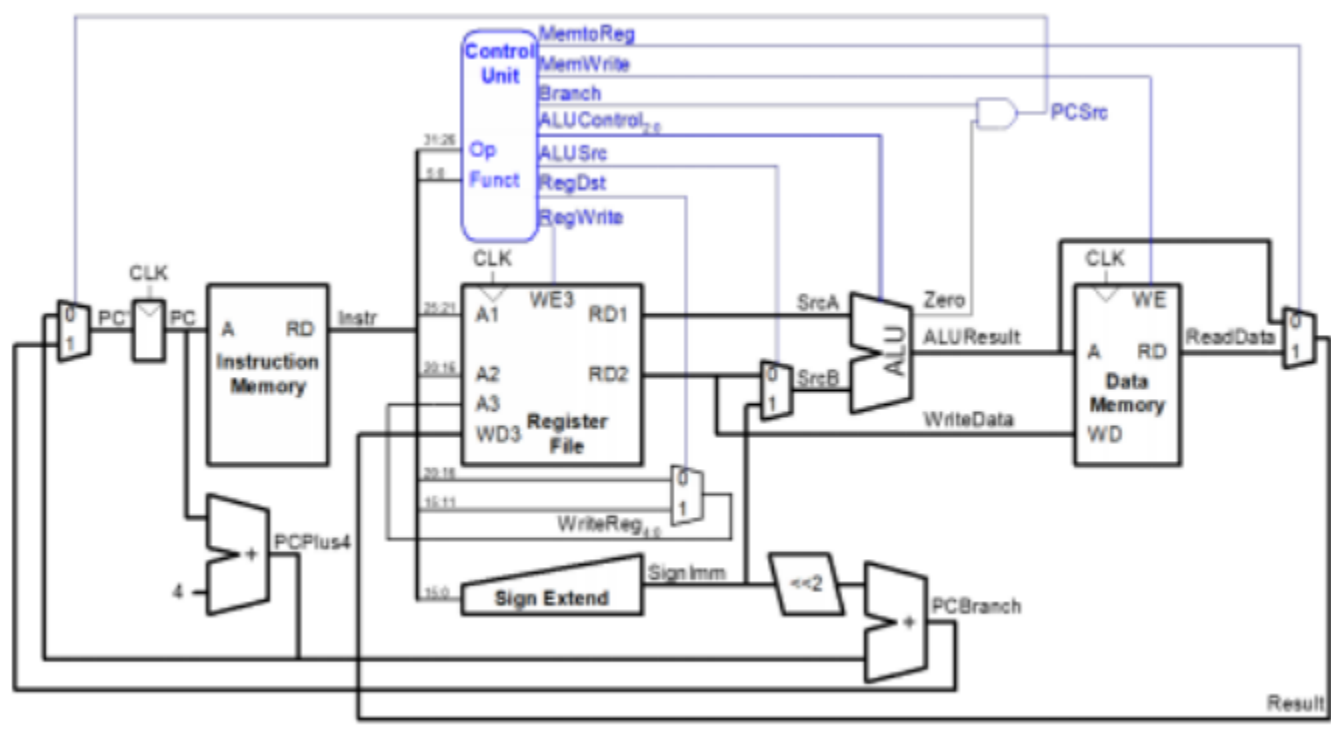 MemtoReg
Control Unit
MemWrite
Branch
PCSrc
ALUControl2:0
31:26
Op
ALUSrc
5:0
Funct
RegDst
RegWrite
CLK
CLK
CLK
0
1
PC'
PC
A
RD
Instruction Memory
Instr
25:21
A1
WE3
RD1
SrcA
Zero
WE
ALU
ALUResult
A
RD
ReadData
0
1
20:16
A2
RD2
0
SrcB
1
A3
Data Memory
WD3
Register File
WriteData
WD
20:16
0
15:11
1
WriteReg4:0
PCPlus4
+
4
SignImm
<<2
15:0
Sign Extend
PCBranch
+
Result